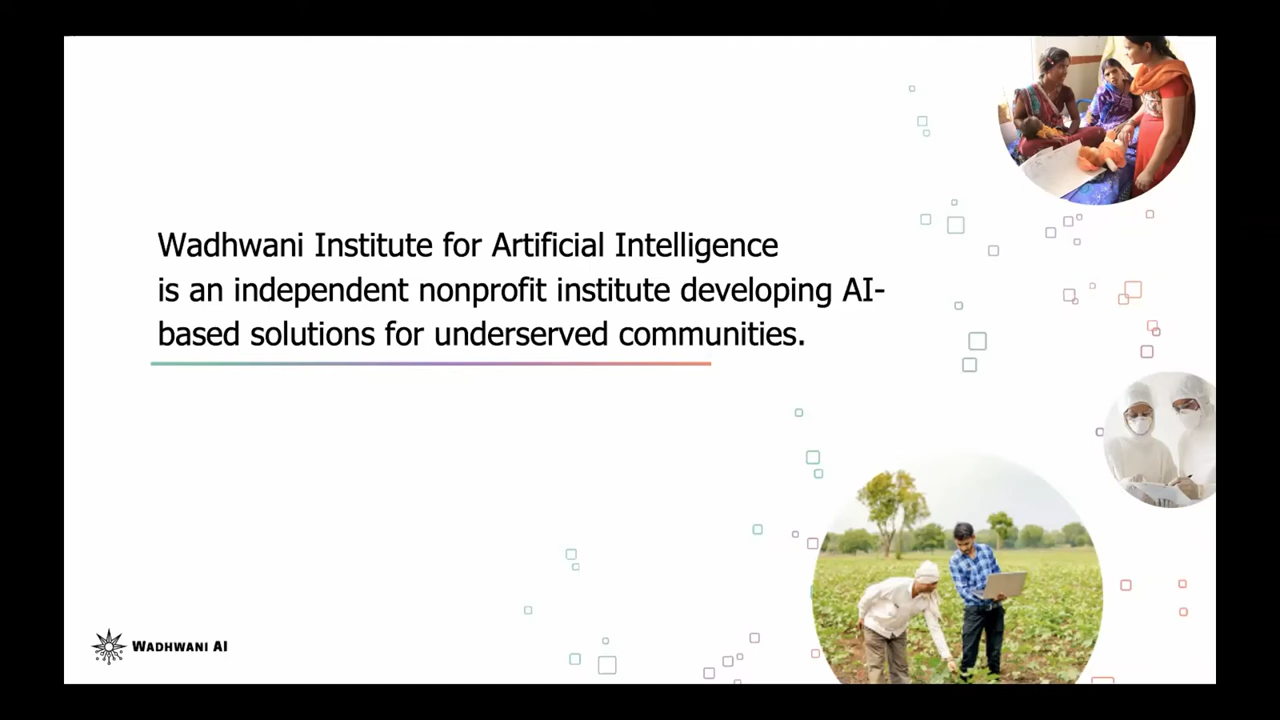 Wadhwani Institute for Artificial Intelligence
is an independent nonprofit institute developing AI-
based solutions for underserved communities.
WADHWANI AI